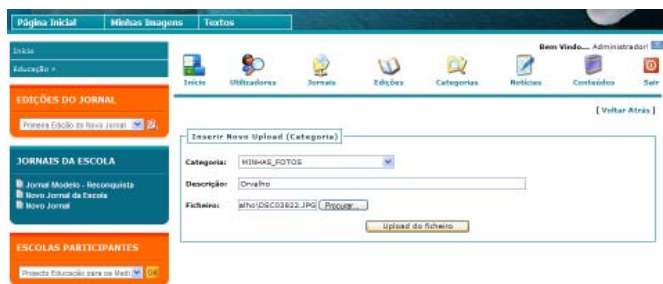 Página Inicial
Minhas Imagens
Textos
Bem Vindo... Administrador!
Início
Educação »
Início
Utilizadores
Jornais
Edições
Categorias
Notícias
Conteúdos
Sair
[ Voltar Atrás ]
EDIÇÕES DO JORNAL
Primeira Edição do Novo Jornal
JORNAIS DA ESCOLA
Jornal Modelo - Reconquista
Novo Jornal da Escola
Novo Jornal
ESCOLAS PARTICIPANTES
Projecto Educação para os Medi
OK
Inserir Novo Upload (Categoria)
Categoria:
MINHAS_FOTOS
Descrição:
Orvalho
Ficheiro:
alho\DSC03822.JPG
Procurar...
Upload do ficheiro